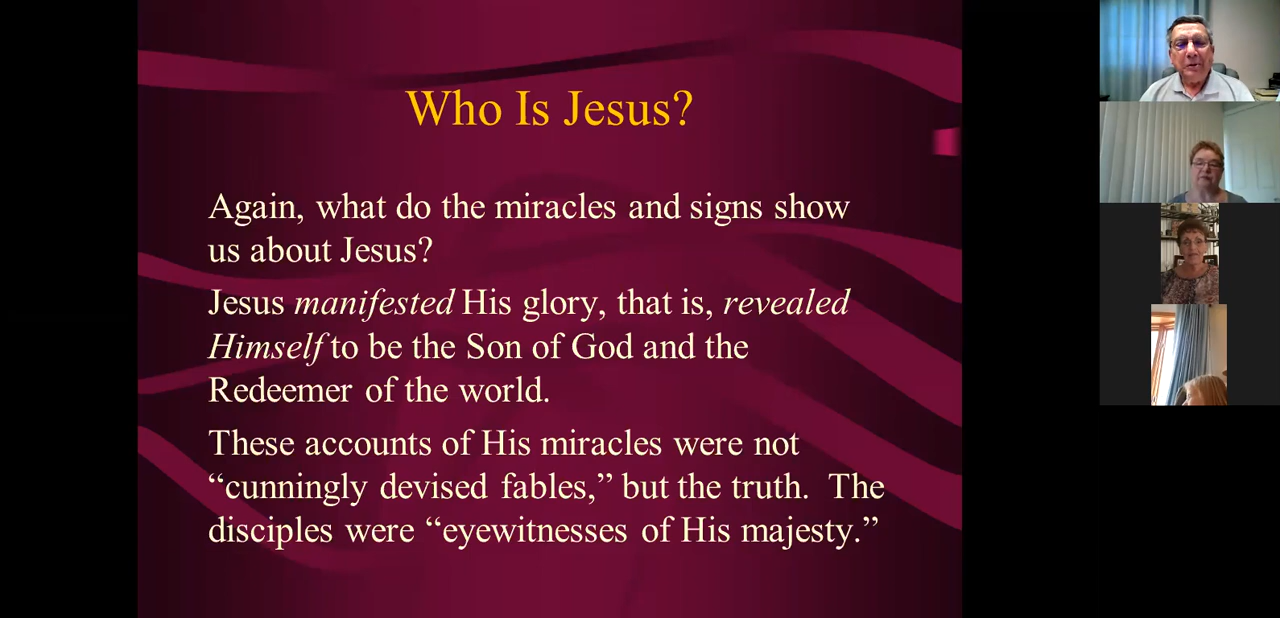 Who Is Jesus?
Again, what do the miracles and signs show
us about Jesus?
Jesus manifested His glory, that is, revealed
Himself to be the Son of God and the
Redeemer of the world.
These accounts of His miracles were not
“cunningly devised fables,” but the truth.  The
disciples were “eyewitnesses of His majesty.”